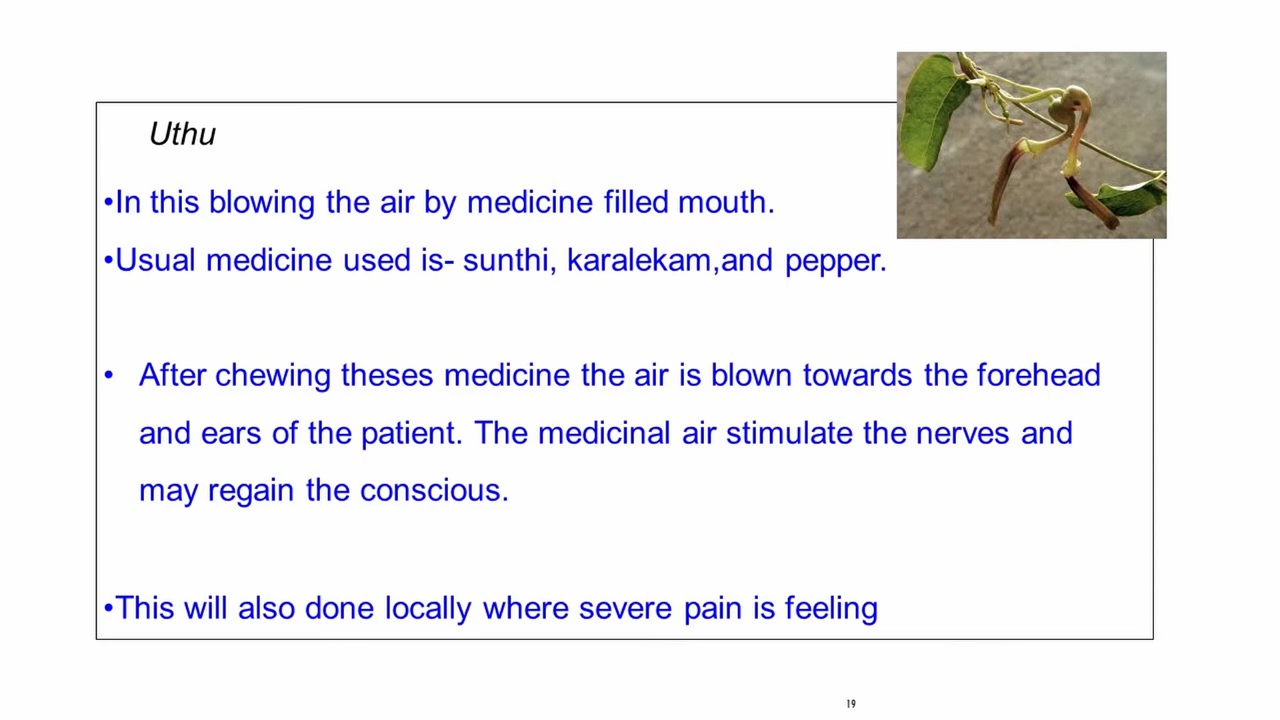 Uthu
•In this blowing the air by medicine filled mouth.
•Usual medicine used is- sunthi, karalekam,and pepper.
• After chewing theses medicine the air is blown towards the forehead
and ears of the patient. The medicinal air stimulate the nerves and
may regain the conscious.
•This will also done locally where severe pain is feeling
19